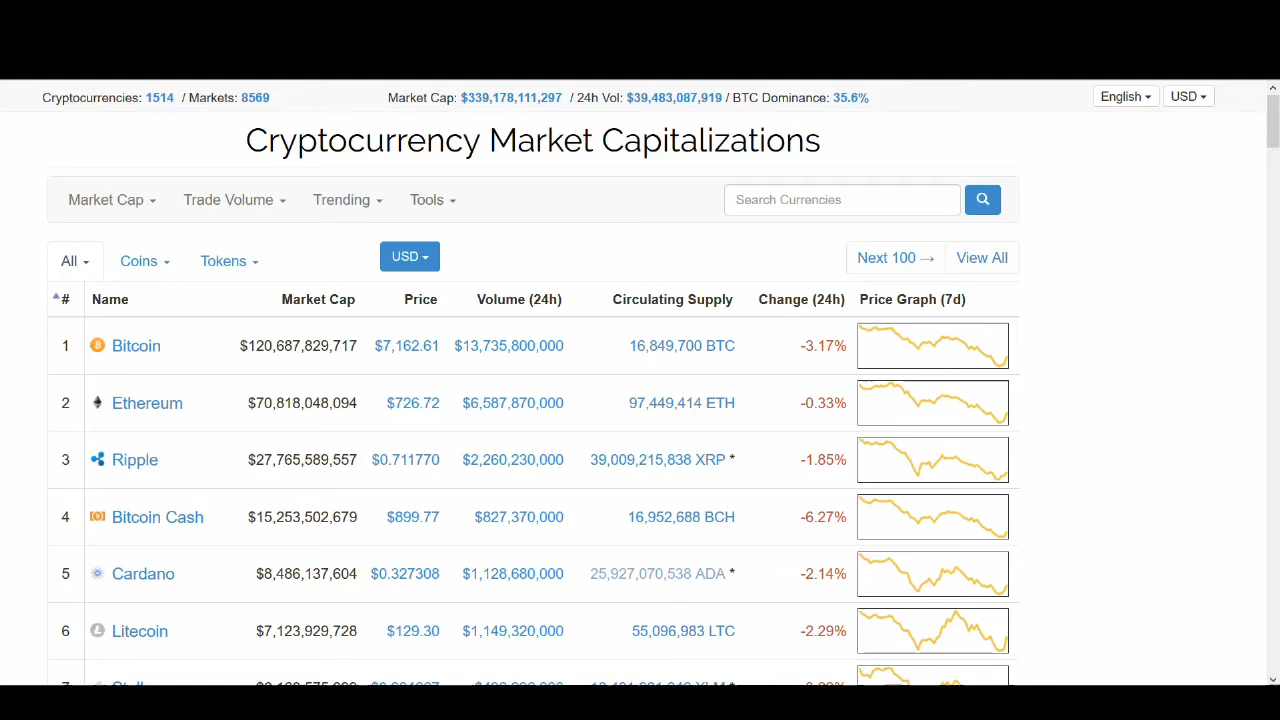 Cryptocurrencies: 1514 / Markets: 8569 Market Cap: $339,178,111,297 / 24h Vol: $39,483,087,919 / BTC Dominance: 35.6% English USD
Cryptocurrency Market Capitalizations
Market Cap Trade Volume Trending Tools Search Currencies
All Coins Tokens USD Next 100 → View All
# Name Market Cap Price Volume (24h) Circulating Supply Change (24h) Price Graph (7d)
1 Bitcoin $120,687,829,717 $7,162.61 $13,735,800,000 16,849,700 BTC -3.17%
2 Ethereum $70,818,048,094 $726.72 $6,587,870,000 97,449,414 ETH -0.33%
3 Ripple $27,765,589,557 $0.711770 $2,260,230,000 39,009,215,838 XRP * -1.85%
4 Bitcoin Cash $15,253,502,679 $899.77 $827,370,000 16,952,688 BCH -6.27%
5 Cardano $8,486,137,604 $0.327308 $1,128,680,000 25,927,070,538 ADA * -2.14%
6 Litecoin $7,123,929,728 $129.30 $1,149,320,000 55,096,983 LTC -2.29%